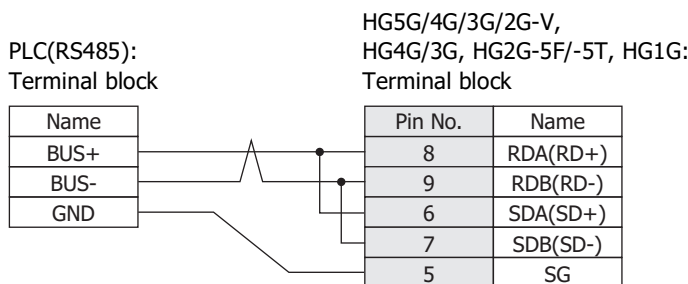 PLC(RS485):
Terminal block
Name
BUS+
BUS-
GND
HG5G/4G/3G/2G-V,
HG4G/3G, HG2G-5F/-5T, HG1G:
Terminal block
Pin No. Name
8 RDA(RD+)
9 RDB(RD-)
6 SDA(SD+)
7 SDB(SD-)
5 SG